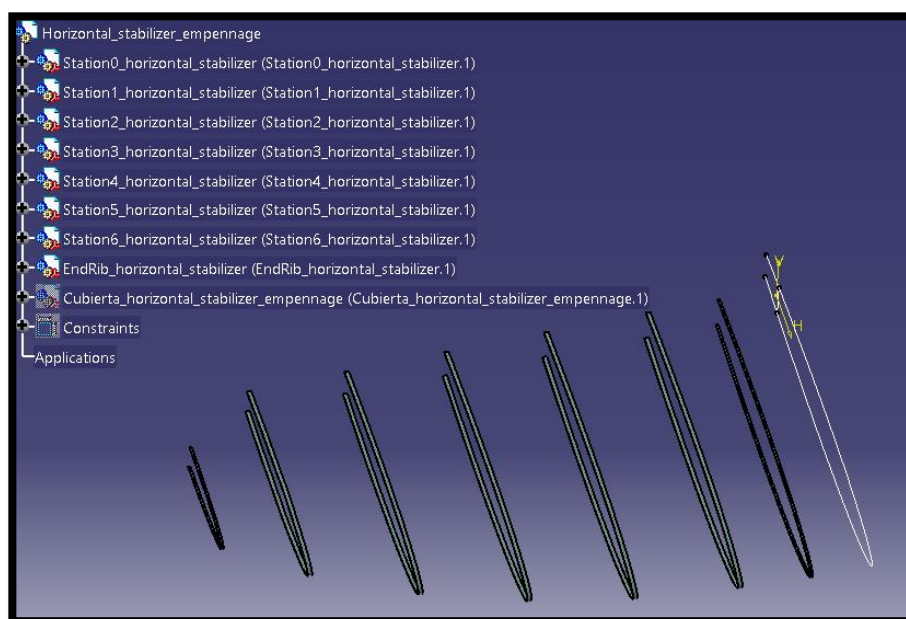 Horizontal_stabilizer_empennage
Station0_horizontal_stabilizer (Station0_horizontal_stabilizer.1)
Station1_horizontal_stabilizer (Station1_horizontal_stabilizer.1)
Station2_horizontal_stabilizer (Station2_horizontal_stabilizer.1)
Station3_horizontal_stabilizer (Station3_horizontal_stabilizer.1)
Station4_horizontal_stabilizer (Station4_horizontal_stabilizer.1)
Station5_horizontal_stabilizer (Station5_horizontal_stabilizer.1)
Station6_horizontal_stabilizer (Station6_horizontal_stabilizer.1)
EndRib_horizontal_stabilizer (EndRib_horizontal_stabilizer.1)
Cubierta_horizontal_stabilizer_empennage (Cubierta_horizontal_stabilizer_empennage.1)
Constraints
Applications
V
H